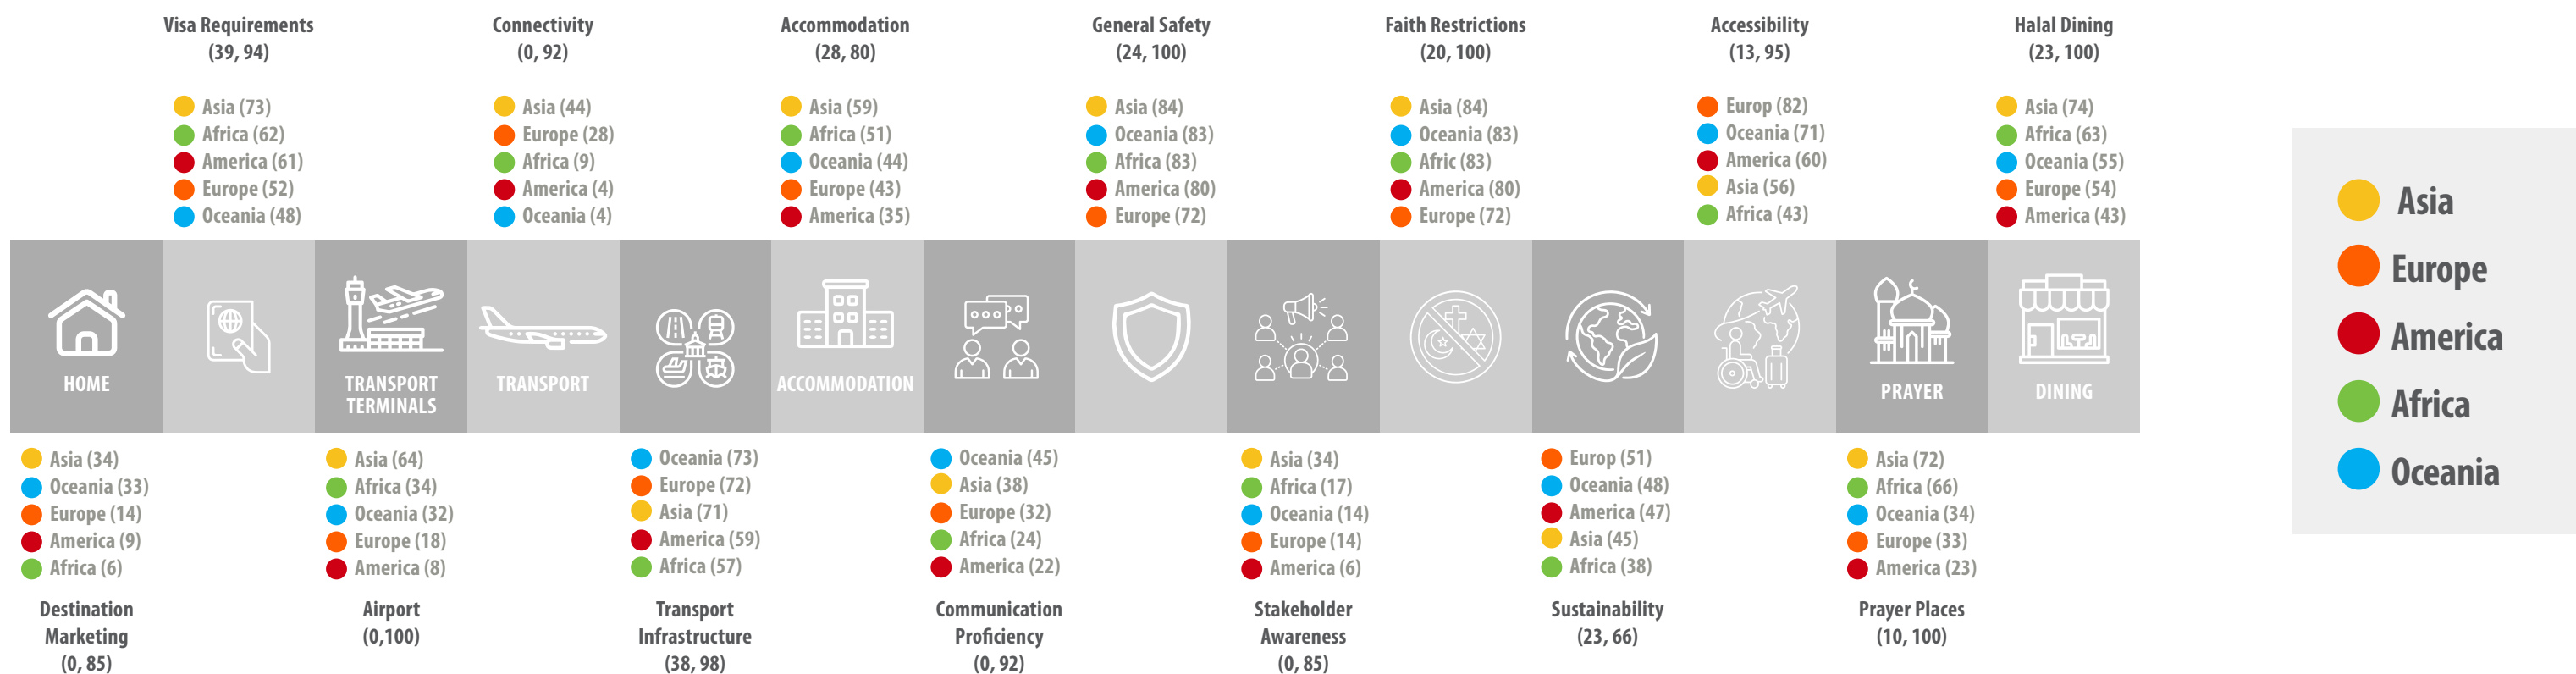 Visa Requirements
(39, 94)
Asia (73)
Africa (62)
America (61)
Europe (52)
Oceania (48)
Connectivity
(0, 92)
Asia (44)
Europe (28)
Africa (9)
America (4)
Oceania (4)
Accommodation
(28, 80)
Asia (59)
Africa (51)
Oceania (44)
Europe (43)
America (35)
General Safety
(24, 100)
Asia (84)
Oceania (83)
Africa (83)
America (80)
Europe (72)
Faith Restrictions
(20, 100)
Asia (84)
Oceania (83)
Afric (83)
America (80)
Europe (72)
Accessibility
(13, 95)
Europ (82)
Oceania (71)
America (60)
Asia (56)
Africa (43)
Halal Dining
(23, 100)
Asia (74)
Africa (63)
Oceania (55)
Europe (54)
America (43)
HOME
TRANSPORT
TERMINALS
TRANSPORT
ACCOMMODATION
PRAYER
DINING
Asia (34)
Oceania (33)
Europe (14)
America (9)
Africa (6)
Destination
Marketing
(0, 85)
Asia (64)
Africa (34)
Oceania (32)
Europe (18)
America (8)
Airport
(0,100)
Oceania (73)
Europe (72)
Asia (71)
America (59)
Africa (57)
Transport
Infrastructure
(38, 98)
Oceania (45)
Asia (38)
Europe (32)
Africa (24)
America (22)
Communication
Proficiency
(0, 92)
Asia (34)
Africa (17)
Oceania (14)
Europe (14)
America (6)
Stakeholder
Awareness
(0, 85)
Europ (51)
Oceania (48)
America (47)
Asia (45)
Africa (38)
Sustainability
(23, 66)
Asia (72)
Africa (66)
Oceania (34)
Europe (33)
America (23)
Prayer Places
(10, 100)
Asia
Europe
America
Africa
Oceania